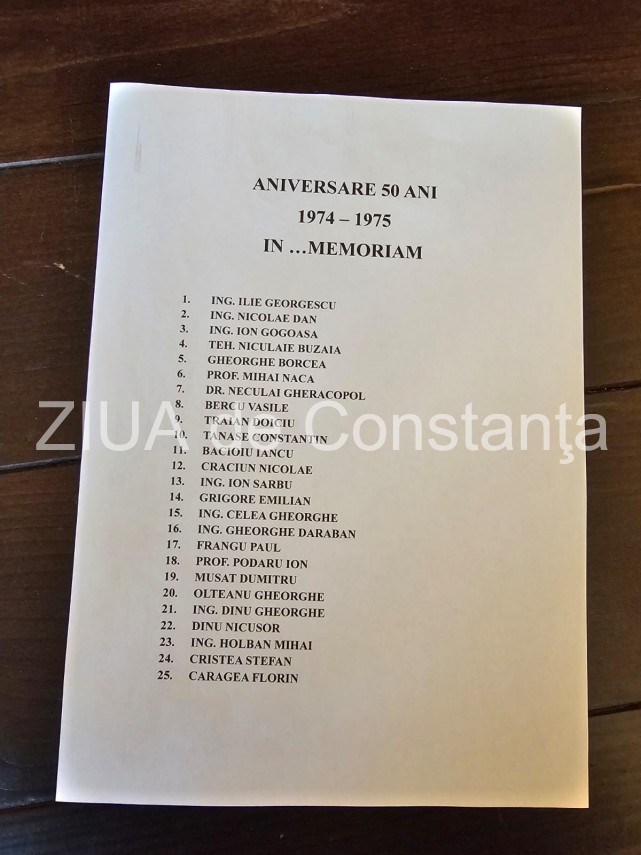 ANIVERSARE 50 ANI
1974 – 1975
IN ...MEMORIAM
1. ING. ILIE GEORGESCU
2. ING. NICOLAE DAN
3. ING. ION GOGOASA
4. TEH. NICULAIE BUZAIA
5. GHEORGHE BORCEA
6. PROF. MIHAI NACA
7. DR. NECULAI GHERACOPOL
8. BERCU VASILE
ZIUA de Constanţa
9. TRAIAN DOICIU
10. TANASE CONSTANTIN
11. BACIOIU IANCU
12. CRACIUN NICOLAE
13. ING. ION SARBU
14. GRIGORE EMILIAN
15. ING. CELEA GHEORGHE
16. ING. GHEORGHE DARABAN
17. FRANGU PAUL
18. PROF. PODARU ION
19. MUSAT DUMITRU
20. OLTEANU GHEORGHE
21. ING. DINU GHEORGHE
22. DINU NICUSOR
23. ING. HOLBAN MIHAI
24. CRISTEA STEFAN
25. CARAGEA FLORIN